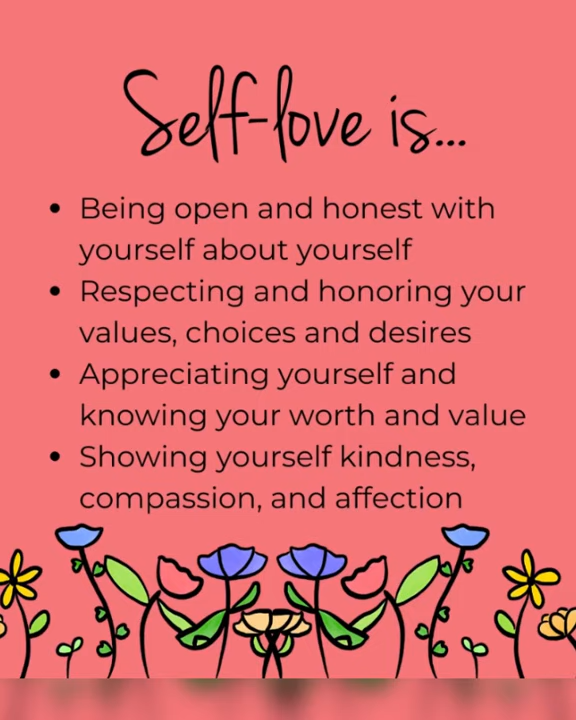 Self-love is...
• Being open and honest with
yourself about yourself
• Respecting and honoring your
values, choices and desires
• Appreciating yourself and
knowing your worth and value
• Showing yourself kindness,
compassion, and affection